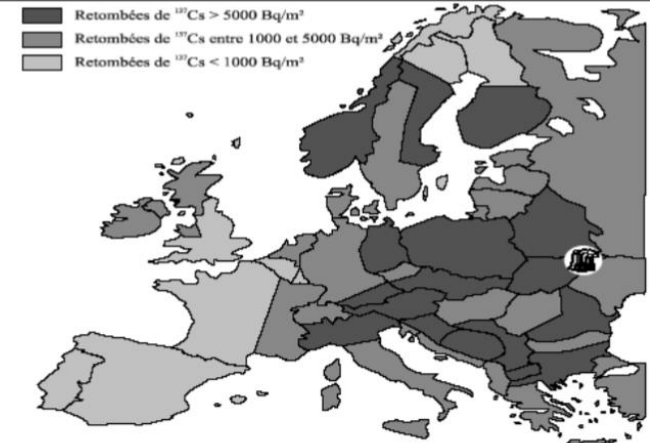 Retombées de ¹³⁷Cs > 5000 Bq/m²
Retombées de ¹³⁷Cs entre 1000 et 5000 Bq/m²
Retombées de ¹³⁷Cs < 1000 Bq/m²